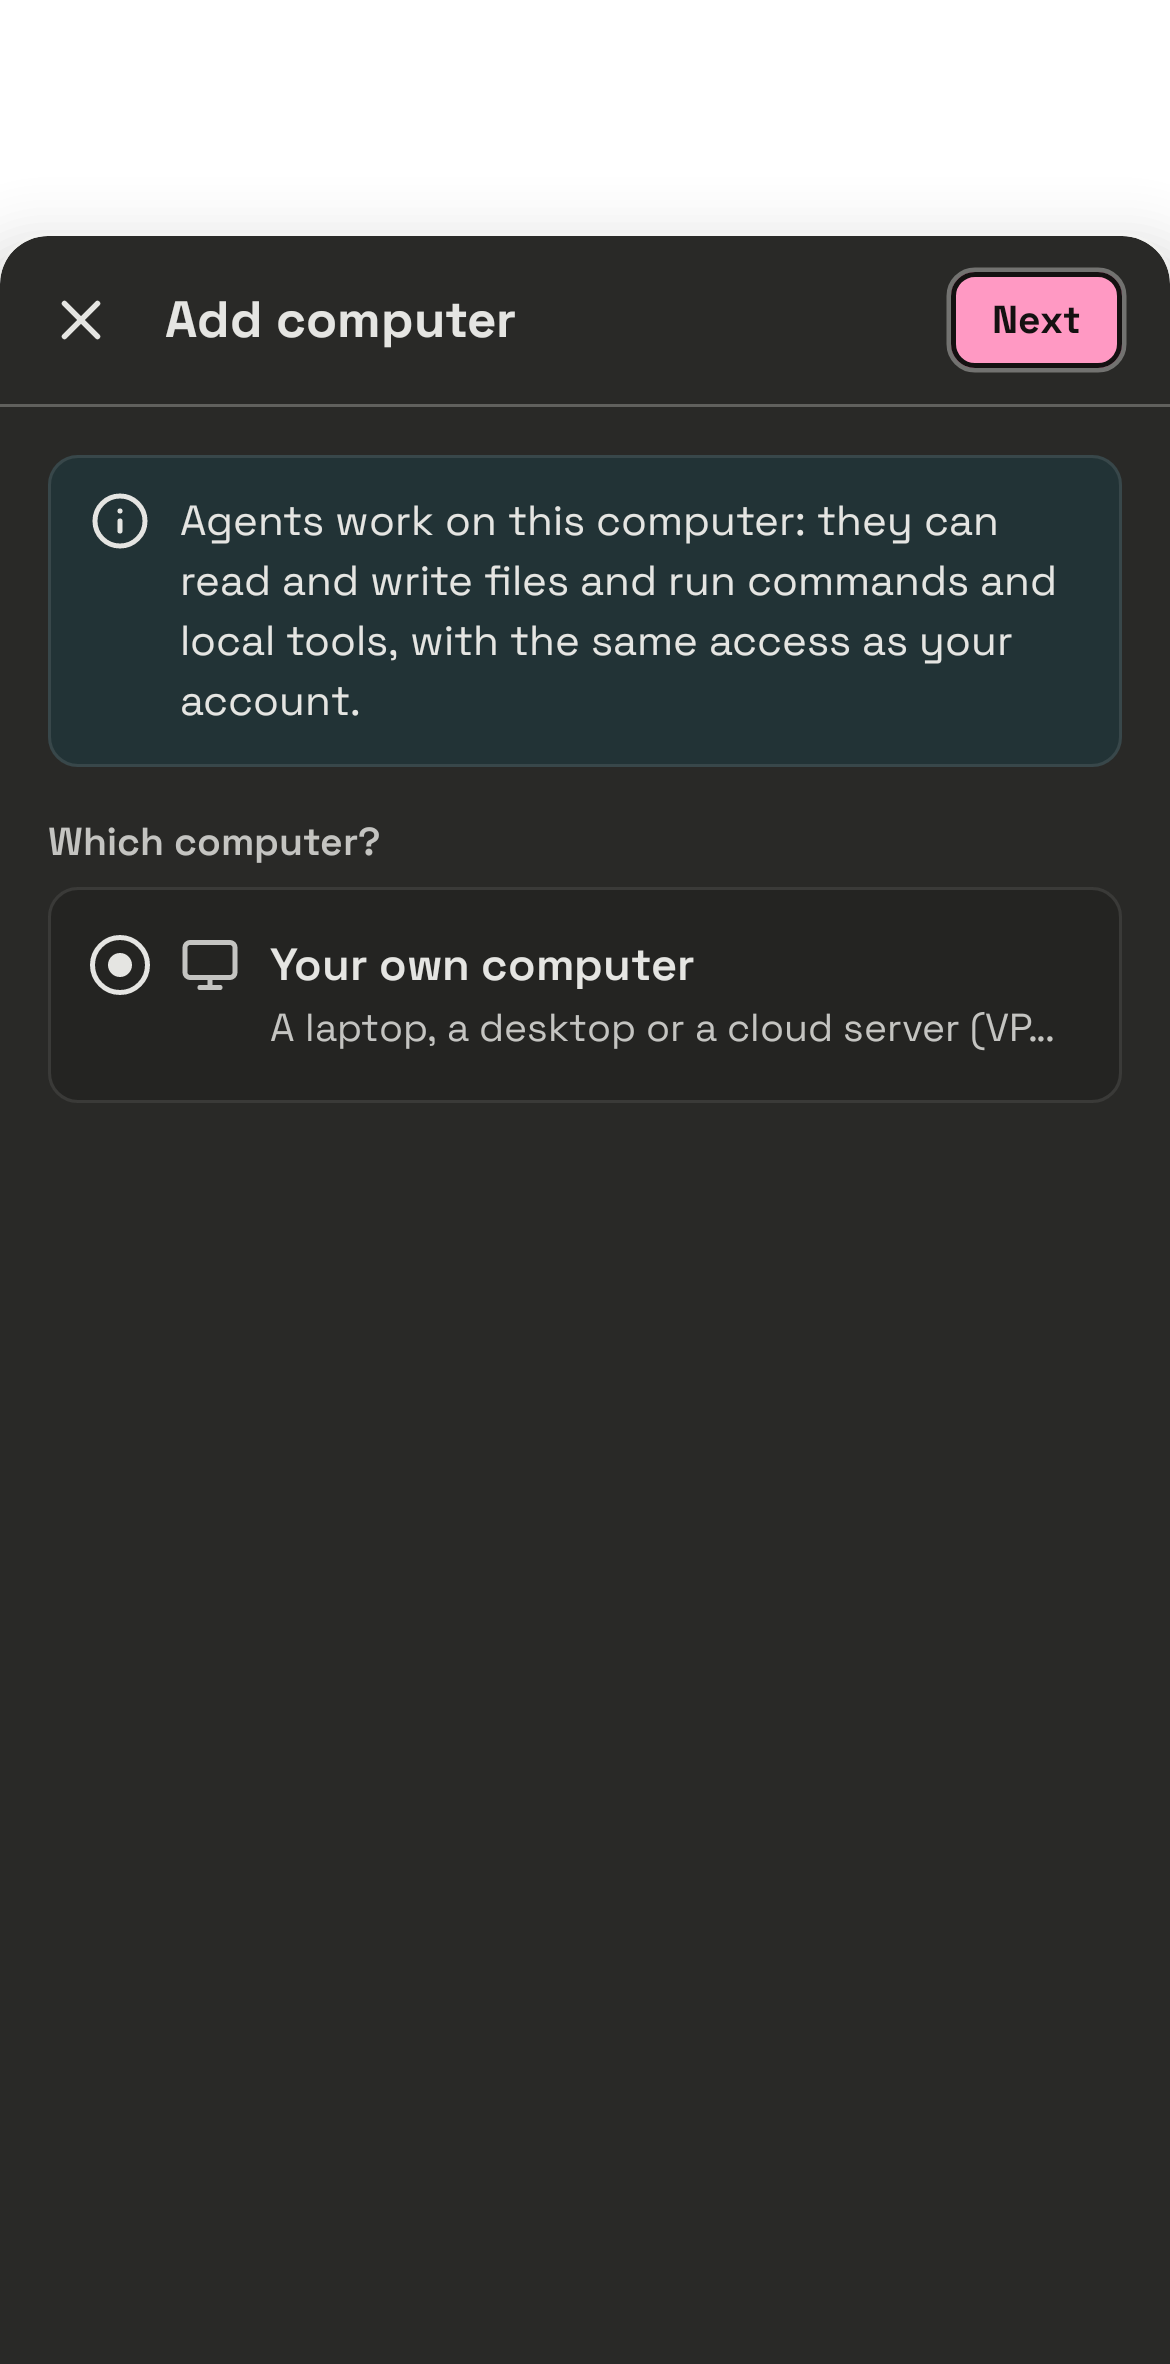 Add computer
Next
Agents work on this computer: they can
read and write files and run commands and
local tools, with the same access as your
account.
Which computer?
Your own computer
A laptop, a desktop or a cloud server (VP...